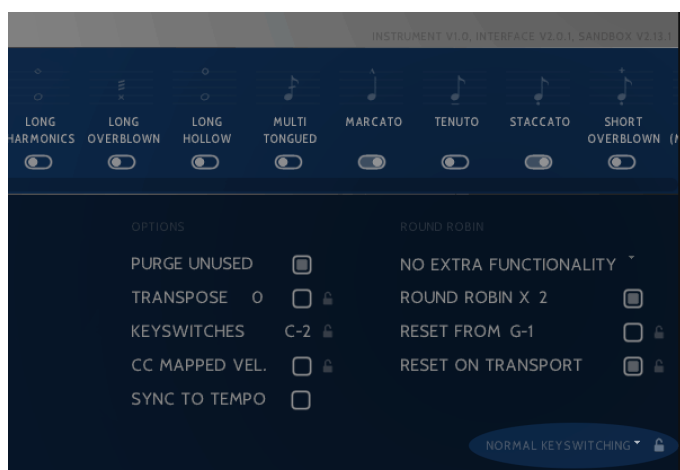 INSTRUMENT V1.0, INTERFACE V2.0.1, SANDBOX V2.13.1
LONG HARMONICS
LONG OVERBLOWN
LONG HOLLOW
MULTI TONGUED
MARCATO
TENUTO
STACCATO
SHORT OVERBLOWN
OPTIONS
PURGE UNUSED
TRANSPOSE 0
KEYSWITCHES C-2
CC MAPPED VEL.
SYNC TO TEMPO
ROUND ROBIN
NO EXTRA FUNCTIONALITY
ROUND ROBIN X 2
RESET FROM G-1
RESET ON TRANSPORT
NORMAL KEYSWITCHING